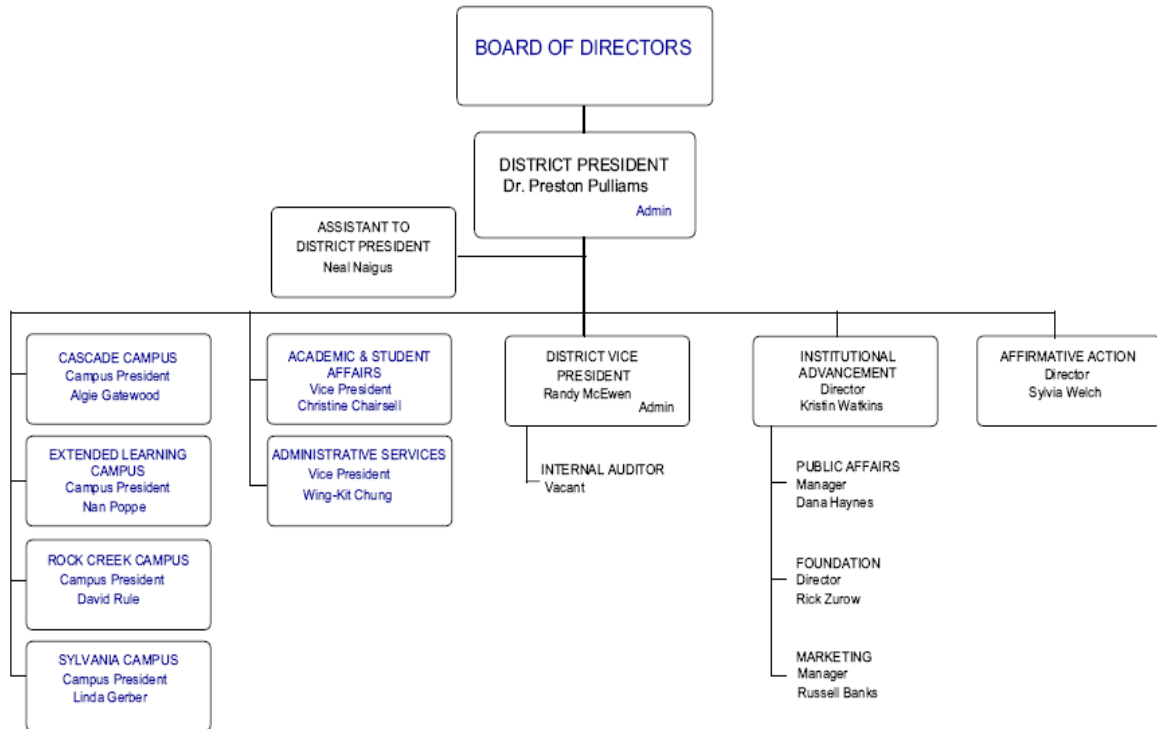 BOARD OF DIRECTORS
DISTRICT PRESIDENT
Dr. Preston Pulliams
Admin
ASSISTANT TO
DISTRICT PRESIDENT
Neal Naigus
CASCADE CAMPUS
Campus President
Algie Gatewood
EXTENDED LEARNING
CAMPUS
Campus President
Nan Poppe
ROCK CREEK CAMPUS
Campus President
David Rule
SYLVANIA CAMPUS
Campus President
Linda Gerber
ACADEMIC & STUDENT
AFFAIRS
Vice President
Christine Chairsell
ADMINISTRATIVE SERVICES
Vice President
Wing-Kit Chung
DISTRICT VICE
PRESIDENT
Randy McEwen
Admin
INTERNAL AUDITOR
Vacant
INSTITUTIONAL
ADVANCEMENT
Director
Kristin Watkins
PUBLIC AFFAIRS
Manager
Dana Haynes
FOUNDATION
Director
Rick Zurow
MARKETING
Manager
Russell Banks
AFFIRMATIVE ACTION
Director
Sylvia Welch